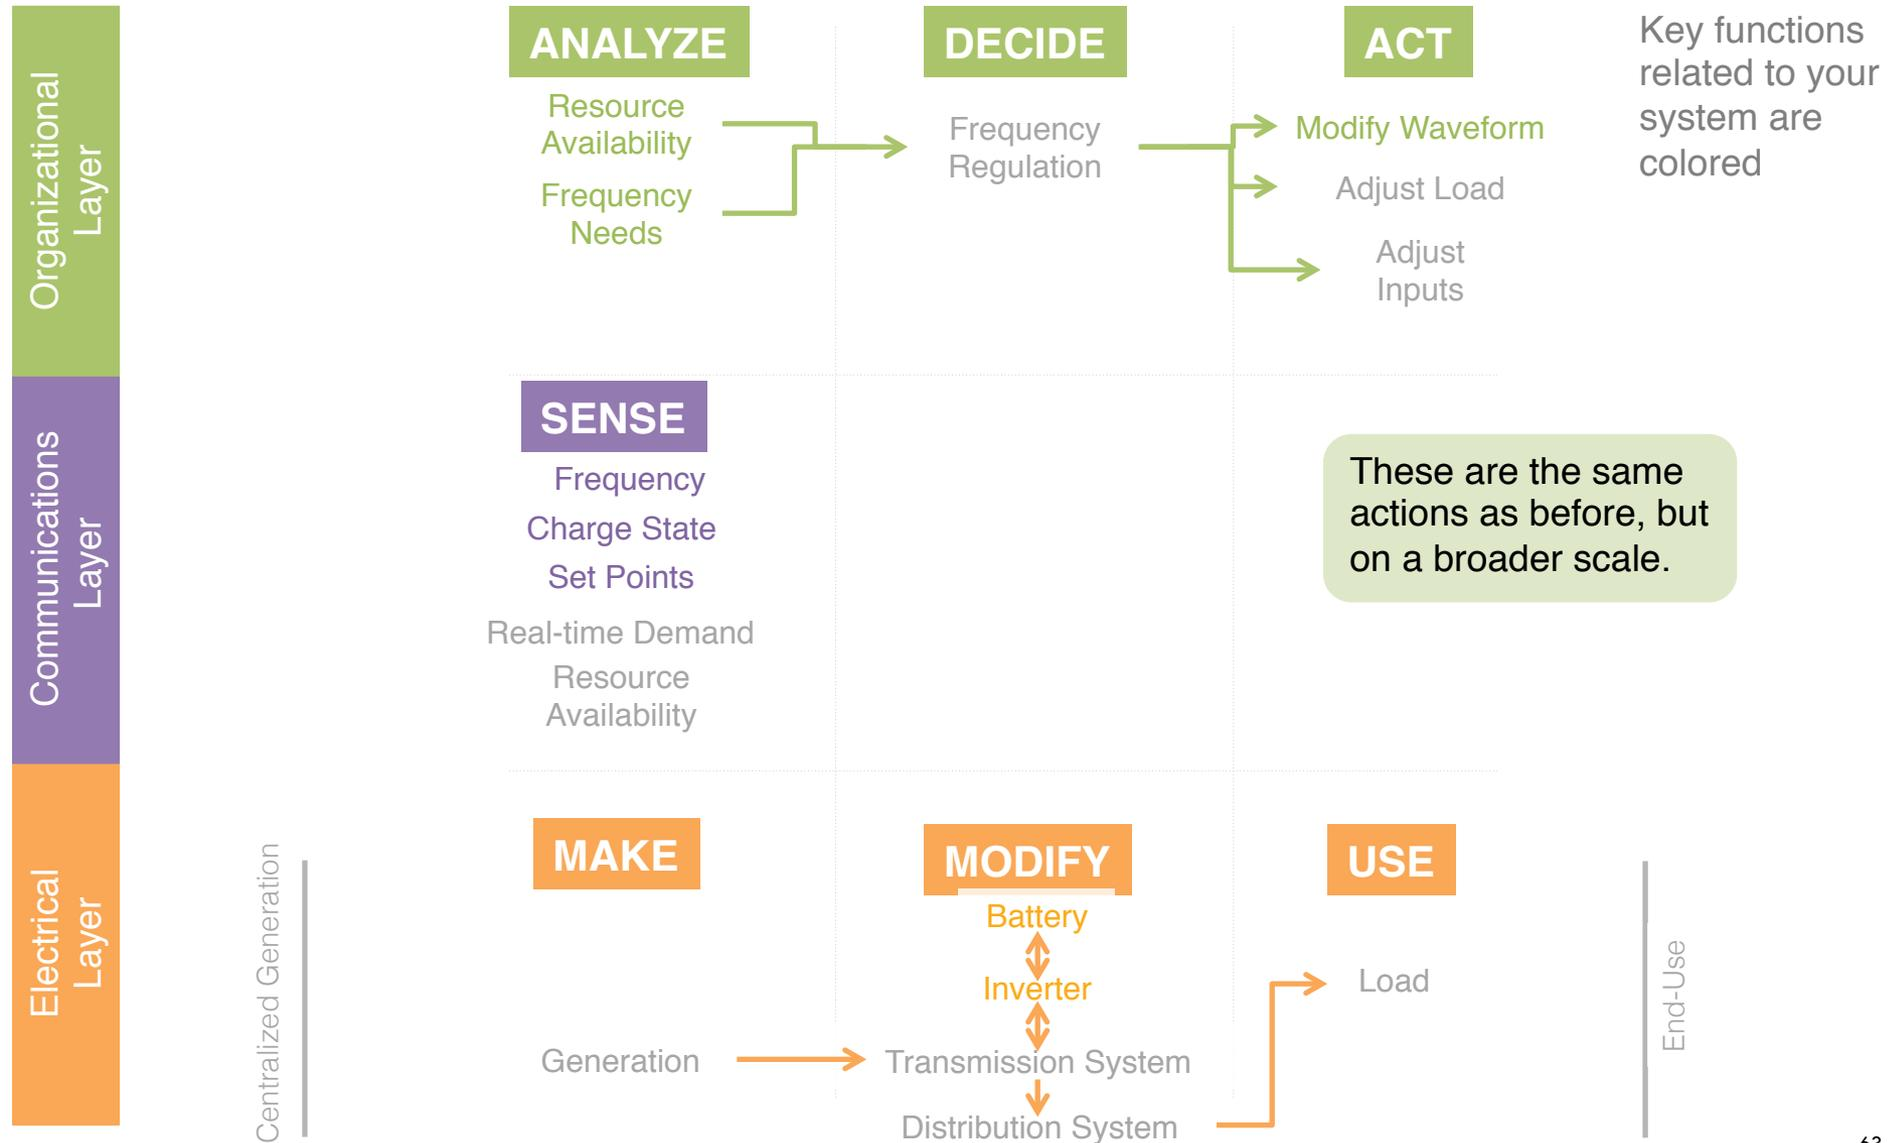 Organizational
Layer
ANALYZE
DECIDE
ACT
Key functions
related to your
system are
colored
Resource
Availability
Frequency
Needs
Frequency
Regulation
Modify Waveform
Adjust Load
Adjust
Inputs
Communications
Layer
SENSE
Frequency
Charge State
Set Points
Real-time Demand
Resource
Availability
These are the same
actions as before, but
on a broader scale.
Electrical
Layer
Centralized Generation
MAKE
MODIFY
USE
Battery
Inverter
Generation
Transmission System
Distribution System
Load
End-Use